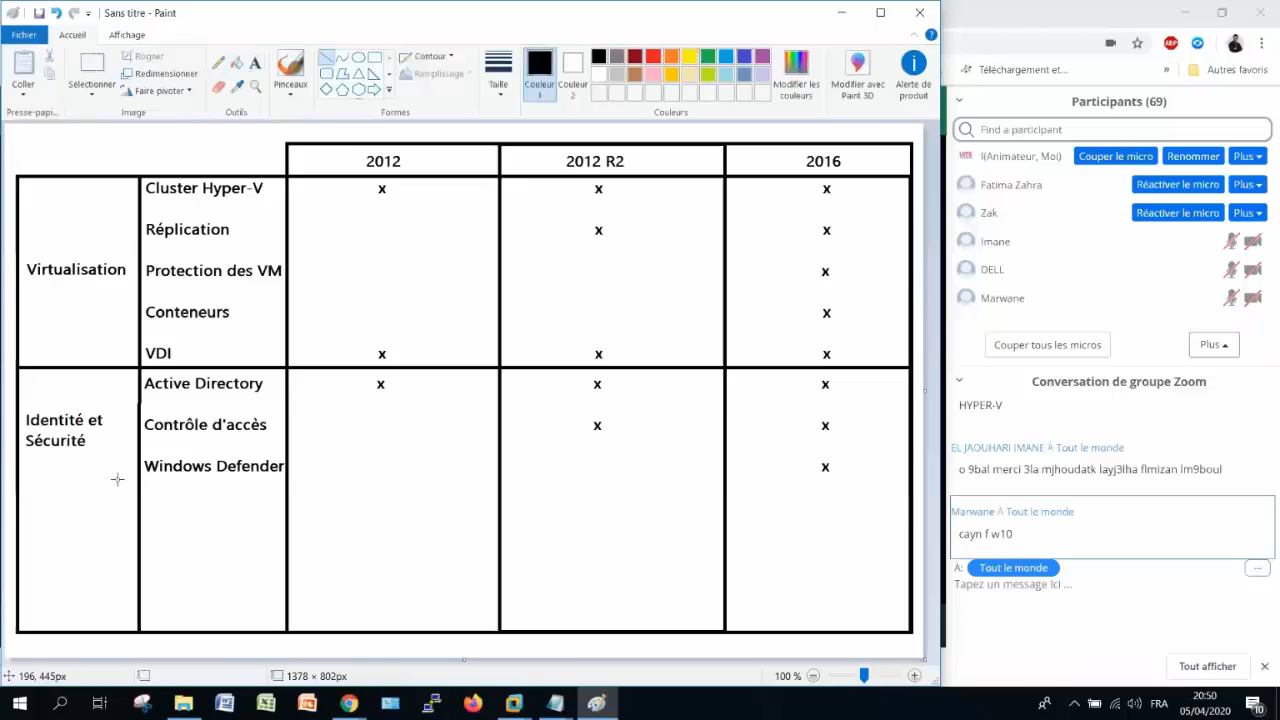 Sans titre - Paint
Fichier
Accueil
Affichage
Coller
Sélectionner
Rogner
Redimensionner
Faire pivoter
Pinceaux
Contour
Remplissage
Taille
Couleur 1
Couleur 2
Modifier les couleurs
Modifier avec Paint 3D
Alerte de produit
Presse-papi...
Image
Outils
Formes
Couleurs
2012 2012 R2 2016
Virtualisation
Cluster Hyper-V x x x
Réplication x x
Protection des VM x
Conteneurs x
VDI x x x
Identité et
Sécurité
Active Directory x x x
Contrôle d'accès x x
Windows Defender x
196, 445px
1378 × 802px
100 %
Téléchargement et...
»
Autres favoris
Participants (69)
Find a participant
I(Animateur, Moi) Couper le micro Renommer Plus
Fatima Zahra Réactiver le micro Plus
Zak Réactiver le micro Plus
Imane
DELL
Marwane
Couper tous les micros Plus
Conversation de groupe Zoom
HYPER-V
EL JAOUHARI IMANE À Tout le monde
o 9bal merci 3la mjhoudatk layj3lha flmizan lm9boul
Marwane À Tout le monde
cayn f w10
À: Tout le monde ...
Tapez un message ici ...
Tout afficher
FRA
20:50
05/04/2020
10